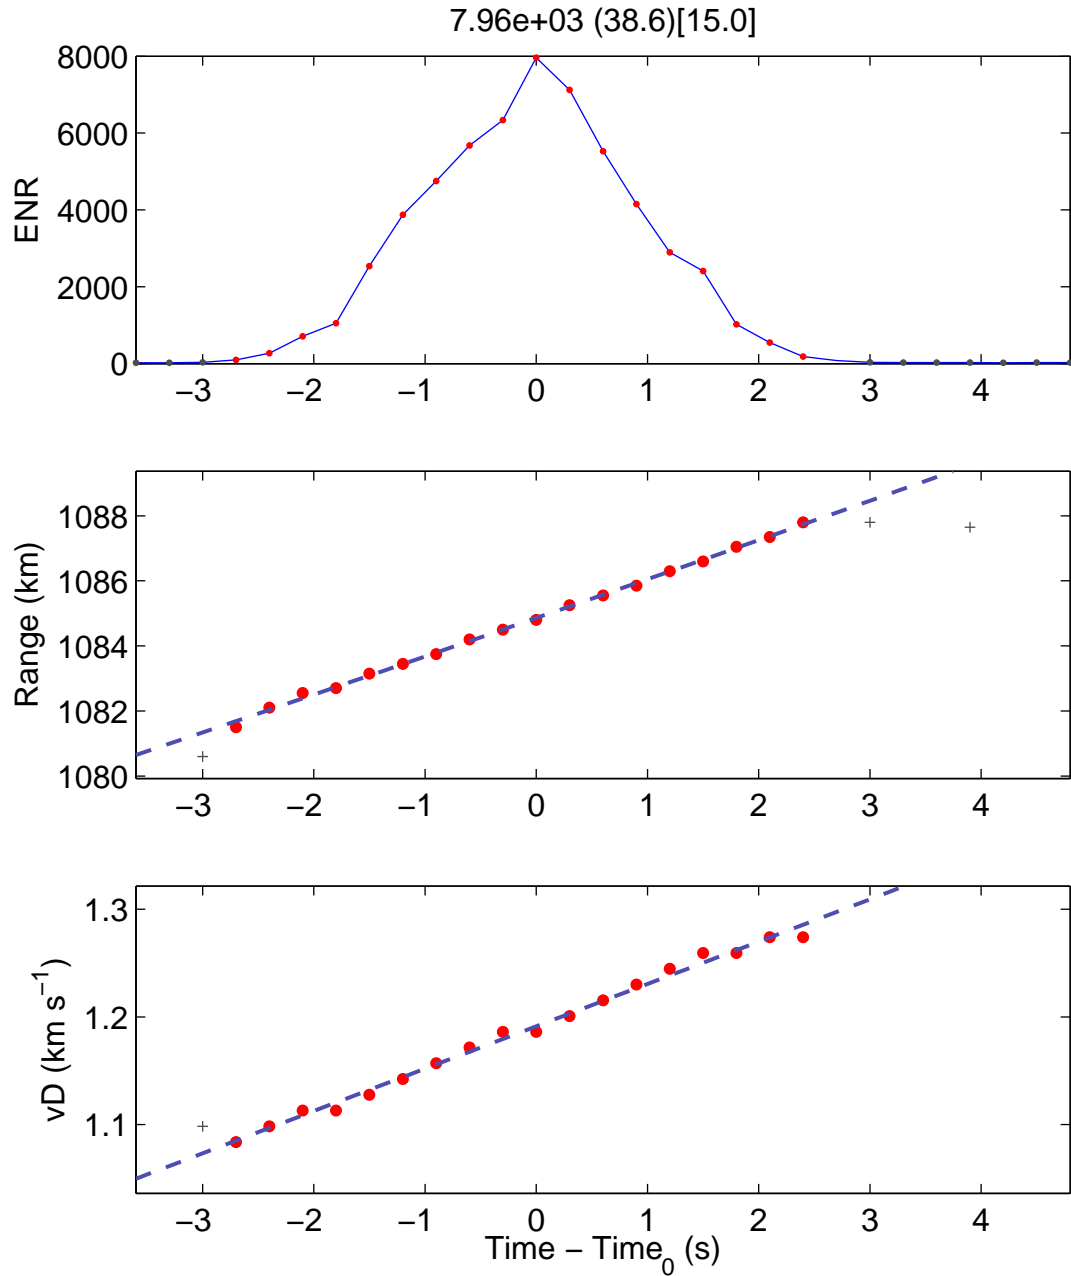 7.96e+03 (38.6)[15.0]
8000
6000
4000
2000
0
ENR
−3 −2 −1 0 1 2 3 4
1088
1086
1084
1082
1080
Range (km)
−3 −2 −1 0 1 2 3 4
1.3
1.2
1.1
vD (km s⁻¹)
−3 −2 −1 0 1 2 3 4
Time − Time₀ (s)